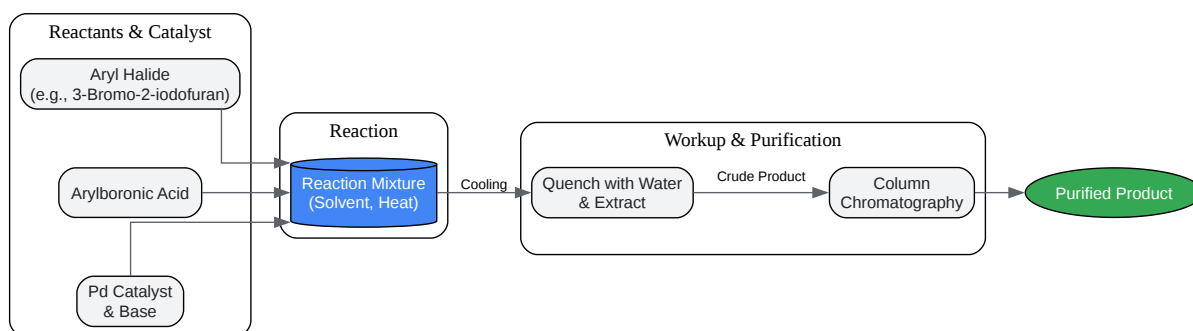 Reactants & Catalyst
Aryl Halide
(e.g., 3-Bromo-2-iodofuran)
Arylboronic Acid
Pd Catalyst
& Base
Reaction
Reaction Mixture
(Solvent, Heat)
Cooling
Workup & Purification
Quench with Water
& Extract
Crude Product
Column
Chromatography
Purified Product